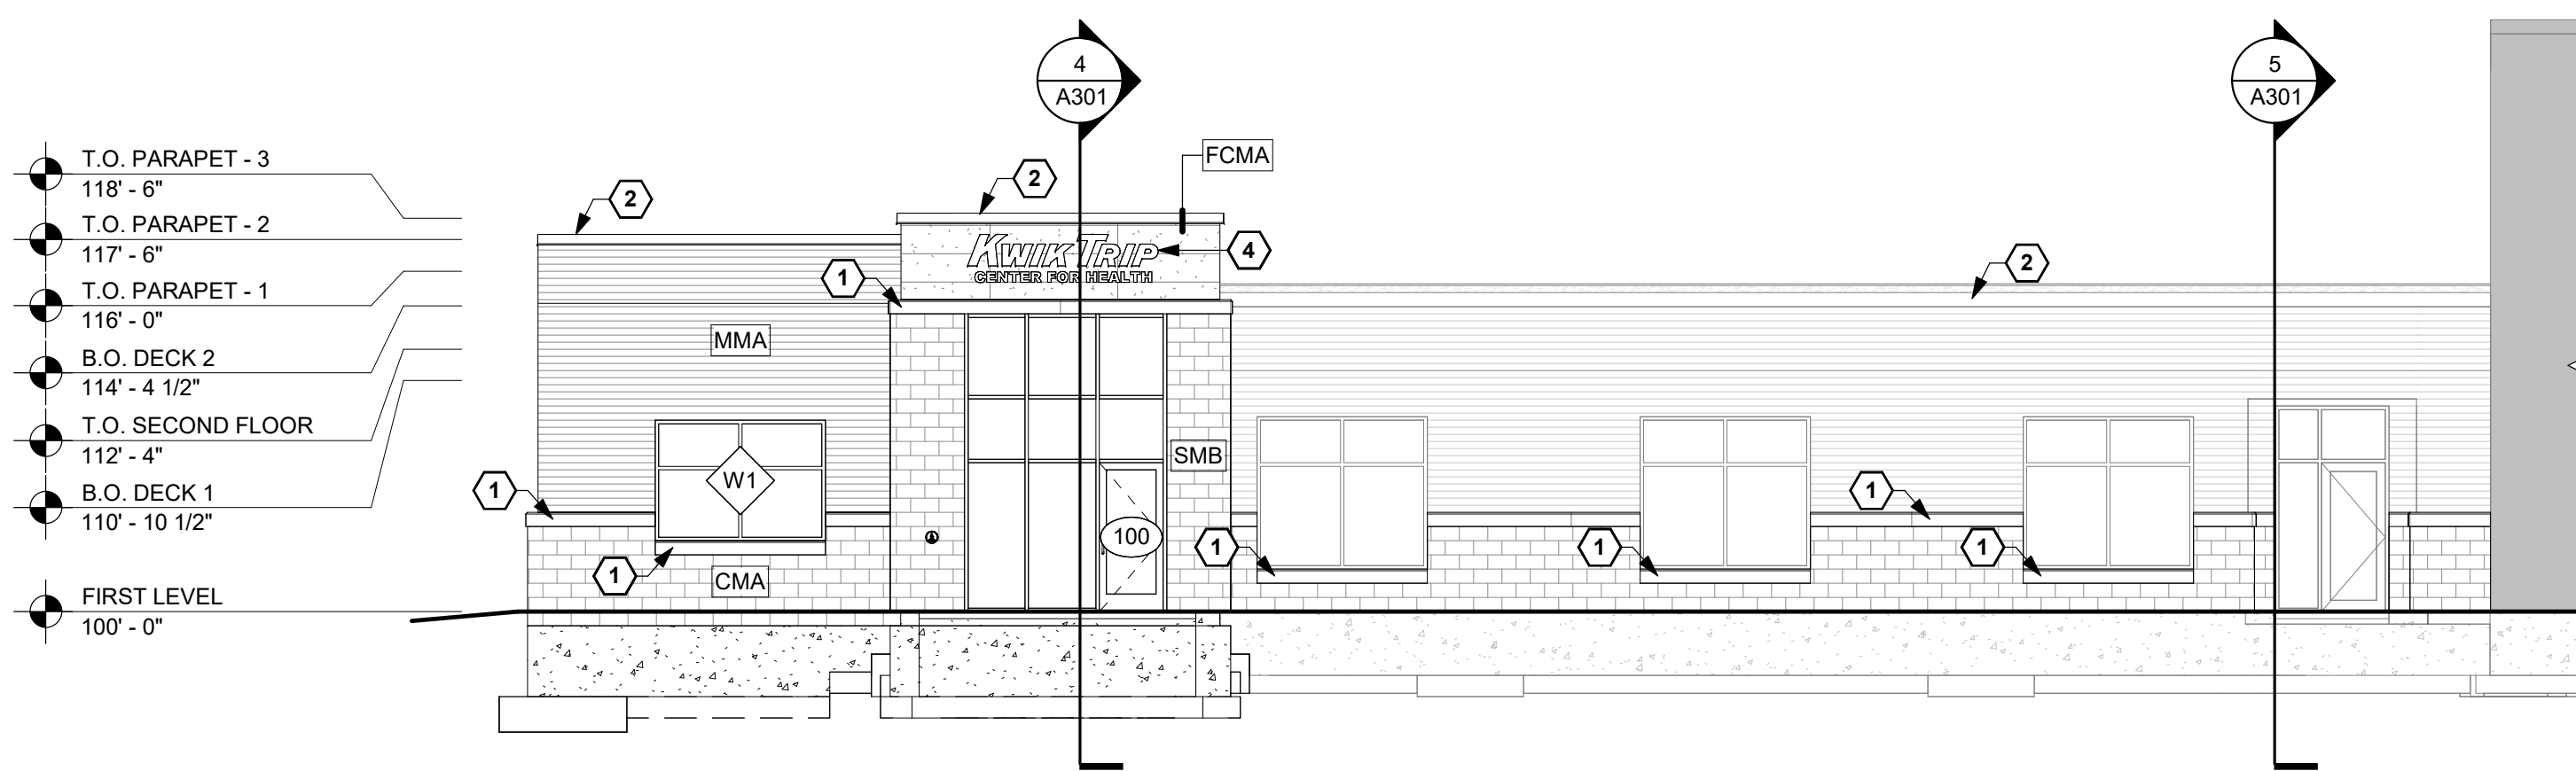 4
A301
5
A301
T.O. PARAPET - 3
118' - 6"
T.O. PARAPET - 2
117' - 6"
T.O. PARAPET - 1
116' - 0"
B.O. DECK 2
114' - 4 1/2"
T.O. SECOND FLOOR
112' - 4"
B.O. DECK 1
110' - 10 1/2"
FIRST LEVEL
100' - 0"
FCMA
2
2
KWIK TRIP
CENTER FOR HEALTH
4
2
1
MMA
SMB
W1
1
1
100
1
1
1
1
CMA